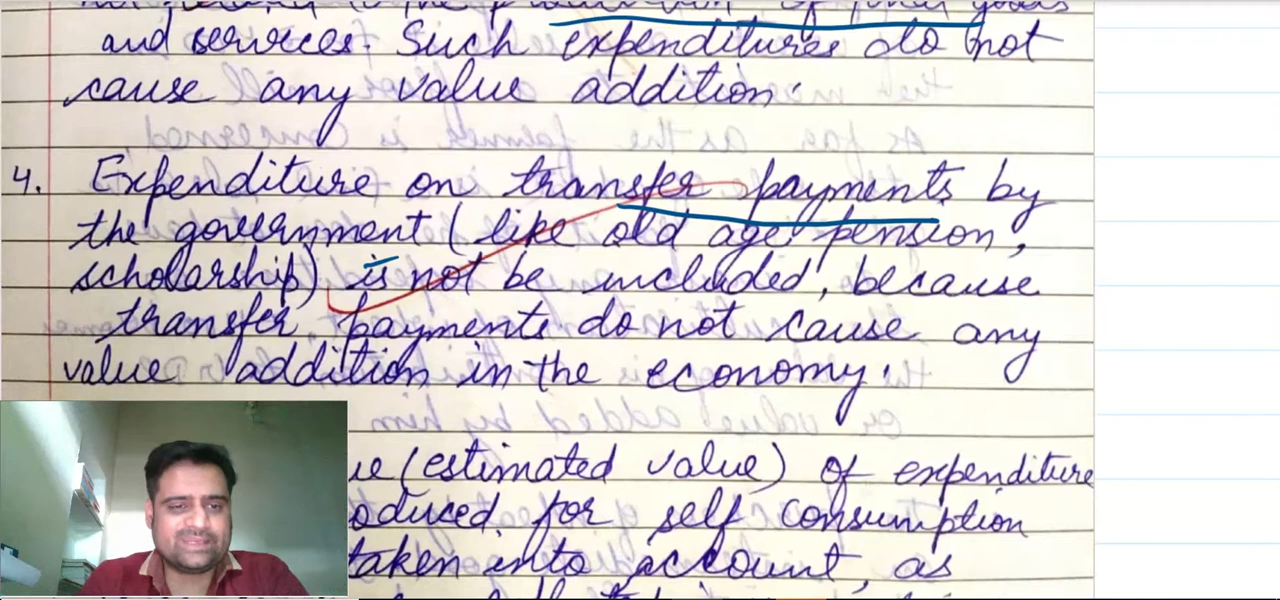 and services. Such expenditures do not
cause any value addition.
4. Expenditure on transfer payments by
the government (like old age pension,
scholarship) is not be included, because
transfer payments do not cause any
value addition in the economy.
(estimated value) of expenditure
for self consumption
taken into account, as